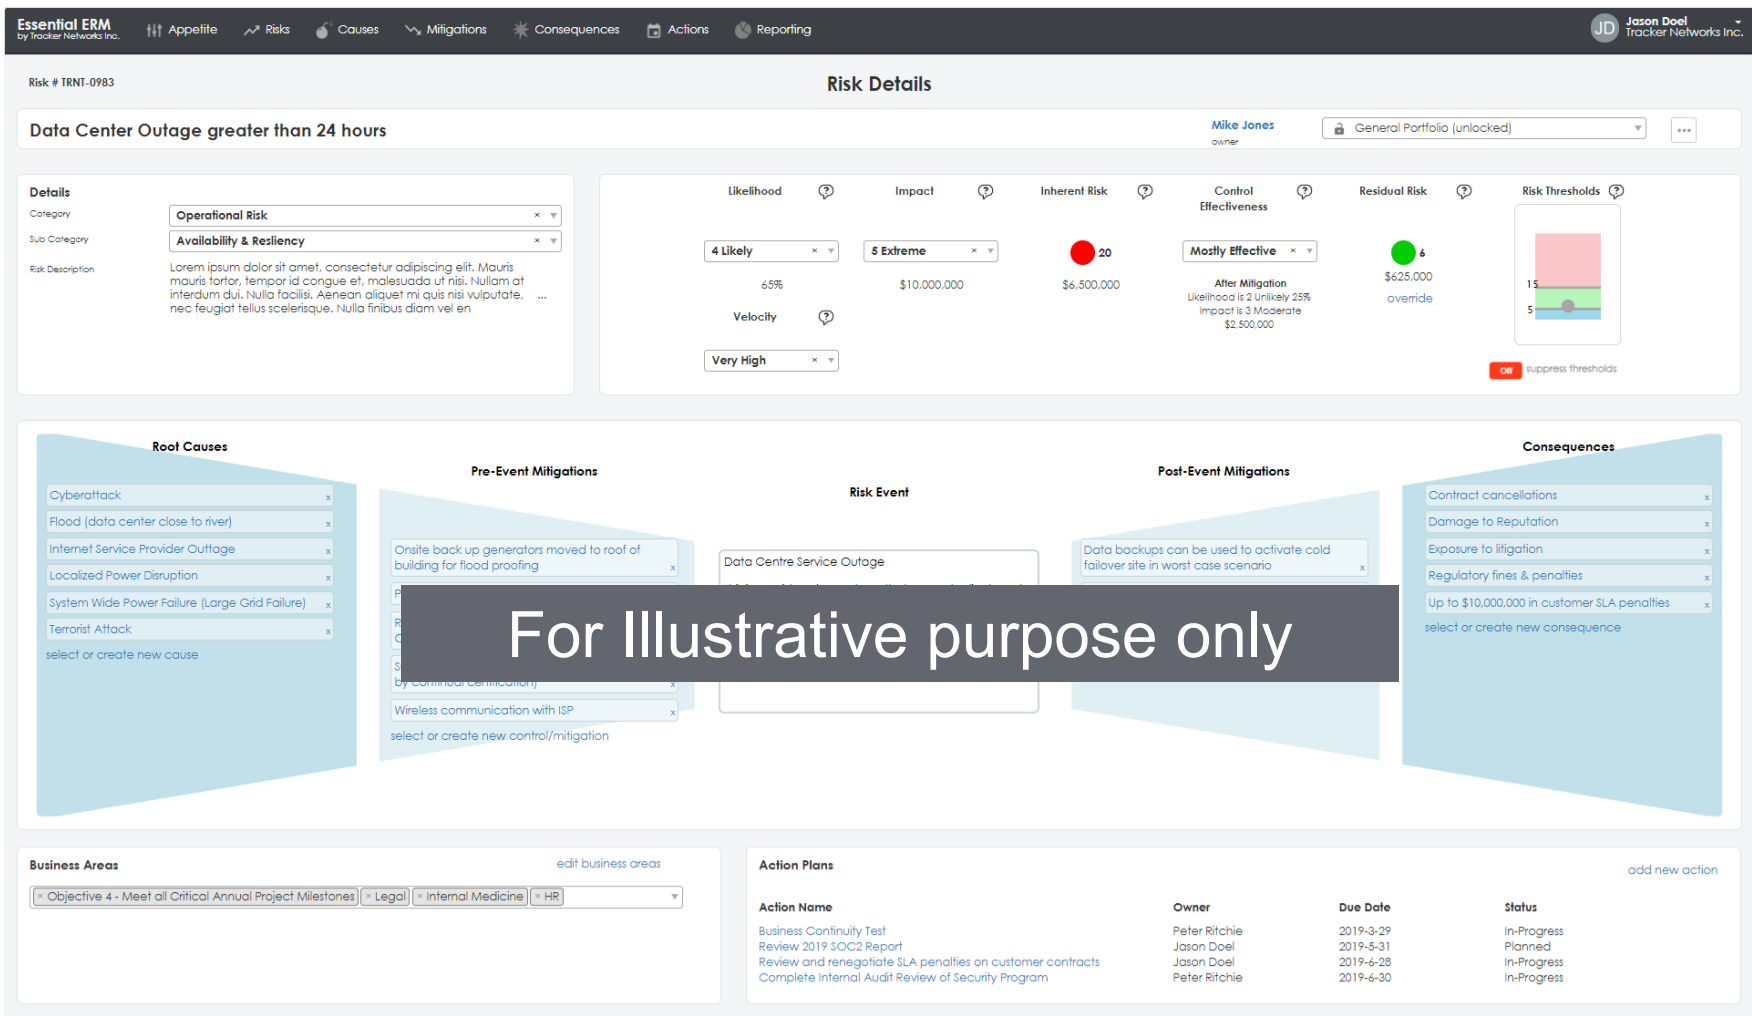 Essential ERM
by Tracker Networks Inc.
Appetite
Risks
Causes
Mitigations
Consequences
Actions
Reporting
JD
Jason Doel
Tracker Networks Inc.
Risk # TRNT-0983
Risk Details
Data Center Outage greater than 24 hours
Mike Jones
owner
General Portfolio (unlocked)
...
Details
Category
Operational Risk
Sub Category
Availability & Resliency
Risk Description
Lorem ipsum dolor sit amet, consectetur adipiscing elit. Mauris
mauris tortor, tempor id congue et, malesuada ut nisi. Nullam at
interdum dui. Nulla facilisi. Aenean aliquet mi quis nisi vulputate, ...
nec feugiat tellus scelerisque. Nulla finibus diam vel en
Likelihood
4 Likely
65%
Velocity
Very High
Impact
5 Extreme
$10,000,000
Inherent Risk
20
$6,500,000
Control
Effectiveness
Mostly Effective
After Mitigation
Likelihood is 2 Unlikely 25%
Impact is 3 Moderate
$2,500,000
Residual Risk
6
$625,000
override
Risk Thresholds
15
5
Off
suppress thresholds
Root Causes
Cyberattack x
Flood (data center close to river) x
Internet Service Provider Outtage x
Localized Power Disruption x
System Wide Power Failure (Large Grid Failure) x
Terrorist Attack x
select or create new cause
Pre-Event Mitigations
Onsite back up generators moved to roof of
building for flood proofing x
by continual certification) x
Wireless communication with ISP x
select or create new control/mitigation
Risk Event
Data Centre Service Outage
For Illustrative purpose only
Post-Event Mitigations
Data backups can be used to activate cold
failover site in worst case scenario x
Consequences
Contract cancellations x
Damage to Reputation x
Exposure to litigation x
Regulatory fines & penalties x
Up to $10,000,000 in customer SLA penalties x
select or create new consequence
Business Areas
edit business areas
× Objective 4 - Meet all Critical Annual Project Milestones × Legal × Internal Medicine × HR
Action Plans
add new action
Action Name Owner Due Date Status
Business Continuity Test Peter Ritchie 2019-3-29 In-Progress
Review 2019 SOC2 Report Jason Doel 2019-5-31 Planned
Review and renegotiate SLA penalties on customer contracts Jason Doel 2019-6-28 In-Progress
Complete Internal Audit Review of Security Program Peter Ritchie 2019-6-30 In-Progress